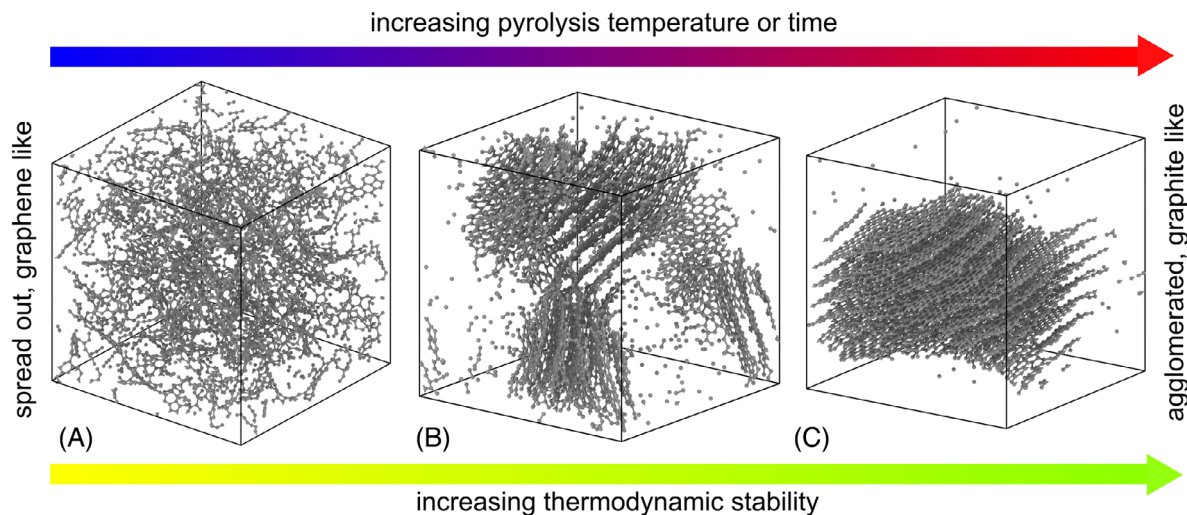 increasing pyrolysis temperature or time
spread out, graphene like
(A)
(B)
(C)
agglomerated, graphite like
increasing thermodynamic stability